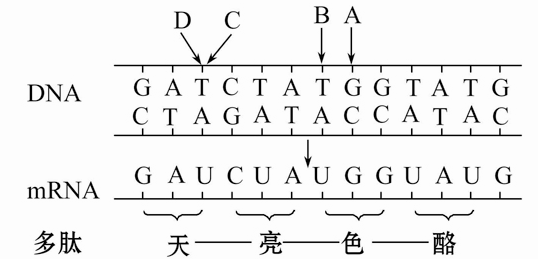 D C B A
DNA G A T C T A T G G T A T G
C T A G A T A C C A T A C
mRNA G A U C U A U G G U A U G
多肽 天 亮 色 酪